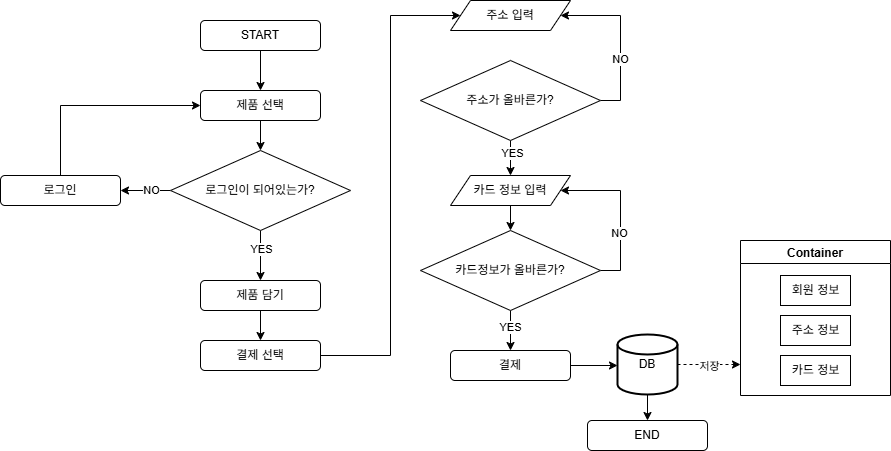 START
제품 선택
로그인이 되어있는가?
NO
로그인
YES
제품 담기
결제 선택
주소 입력
NO
주소가 올바른가?
YES
카드 정보 입력
NO
카드정보가 올바른가?
YES
결제
DB
저장
END
Container
회원 정보
주소 정보
카드 정보